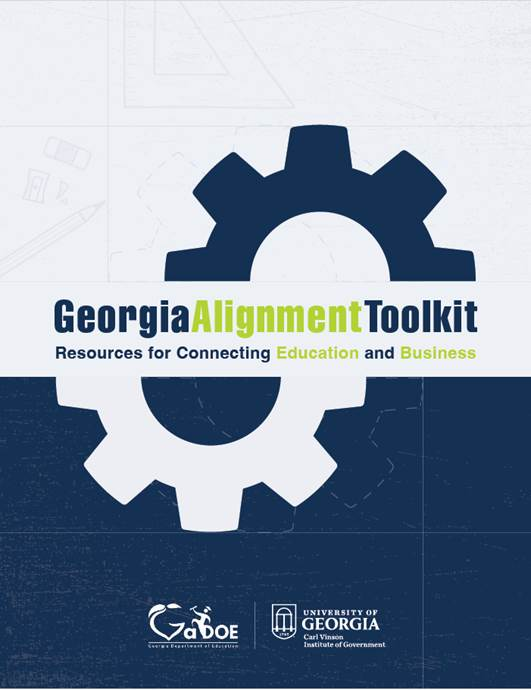 GeorgiaAlignmentToolkit
Resources for Connecting Education and Business
GaDOE
Georgia Department of Education
1785
UNIVERSITY OF
GEORGIA
Carl Vinson
Institute of Government